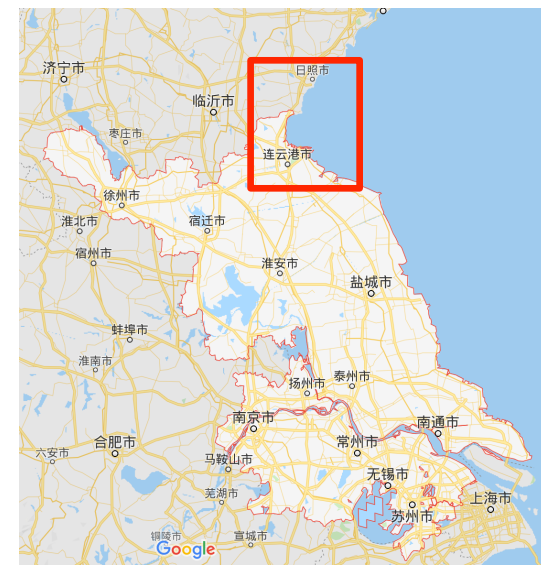 济宁市
日照市
临沂市
枣庄市
连云港市
徐州市
淮北市
宿迁市
宿州市
淮安市
盐城市
蚌埠市
淮南市
扬州市
泰州市
南京市
南通市
合肥市
常州市
六安市
马鞍山市
无锡市
芜湖市
上海市
苏州市
铜陵市
宣城市
Google